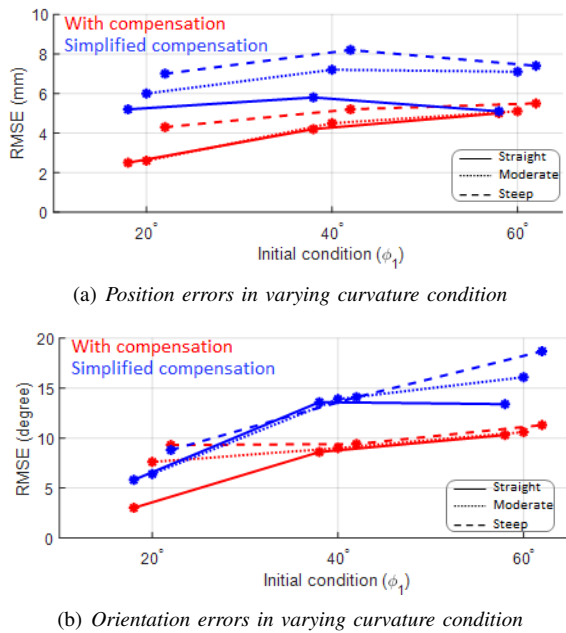 With compensation
Simplified compensation
10
8
6
4
2
0
RMSE (mm)
20°
40°
60°
Initial condition (ϕ₁)
Straight
Moderate
Steep
(a) Position errors in varying curvature condition
With compensation
Simplified compensation
20
15
10
5
0
RMSE (degree)
20°
40°
60°
Initial condition (ϕ₁)
Straight
Moderate
Steep
(b) Orientation errors in varying curvature condition